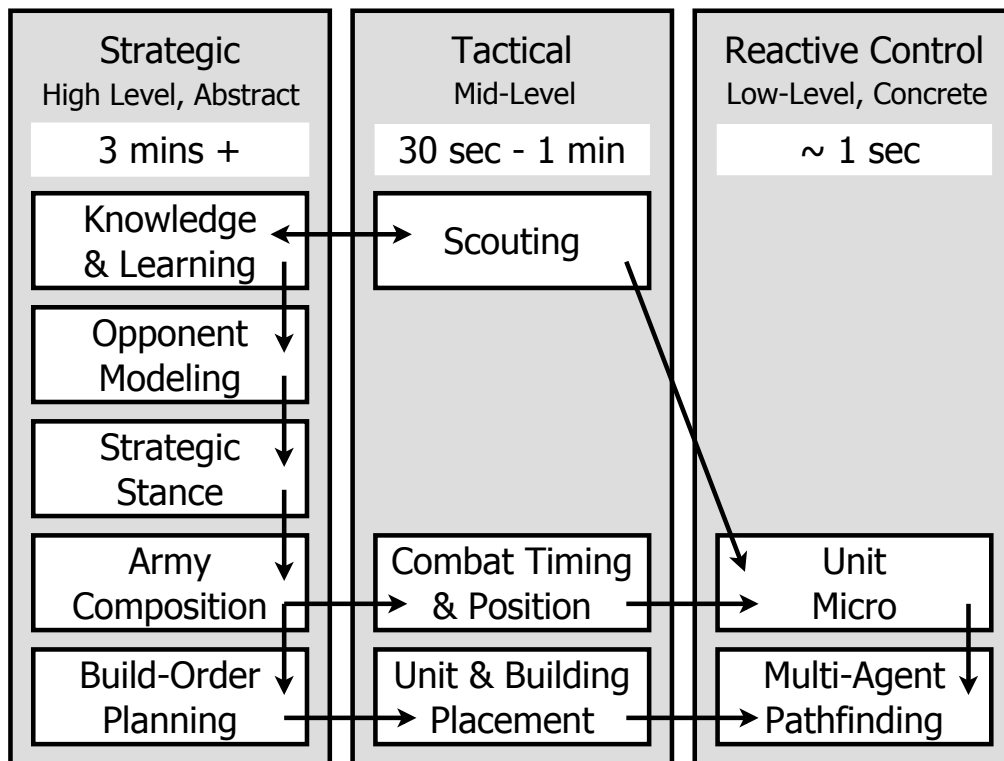 Strategic
High Level, Abstract
3 mins +
Knowledge
& Learning
Opponent
Modeling
Strategic
Stance
Army
Composition
Build-Order
Planning
Tactical
Mid-Level
30 sec - 1 min
Scouting
Combat Timing
& Position
Unit & Building
Placement
Reactive Control
Low-Level, Concrete
~ 1 sec
Unit
Micro
Multi-Agent
Pathfinding